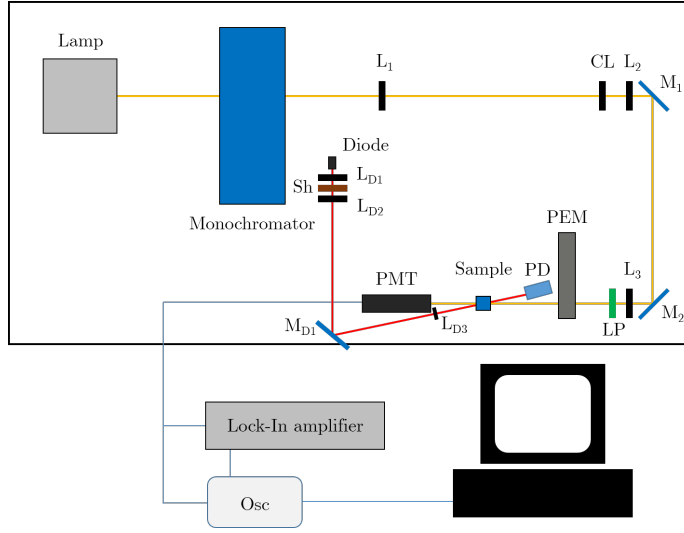 Lamp
L1
CL
L2
M1
Diode
LD1
Sh
LD2
Monochromator
PEM
Sample
PD
PMT
L3
M2
LD3
MD1
LP
Lock-In amplifier
Osc